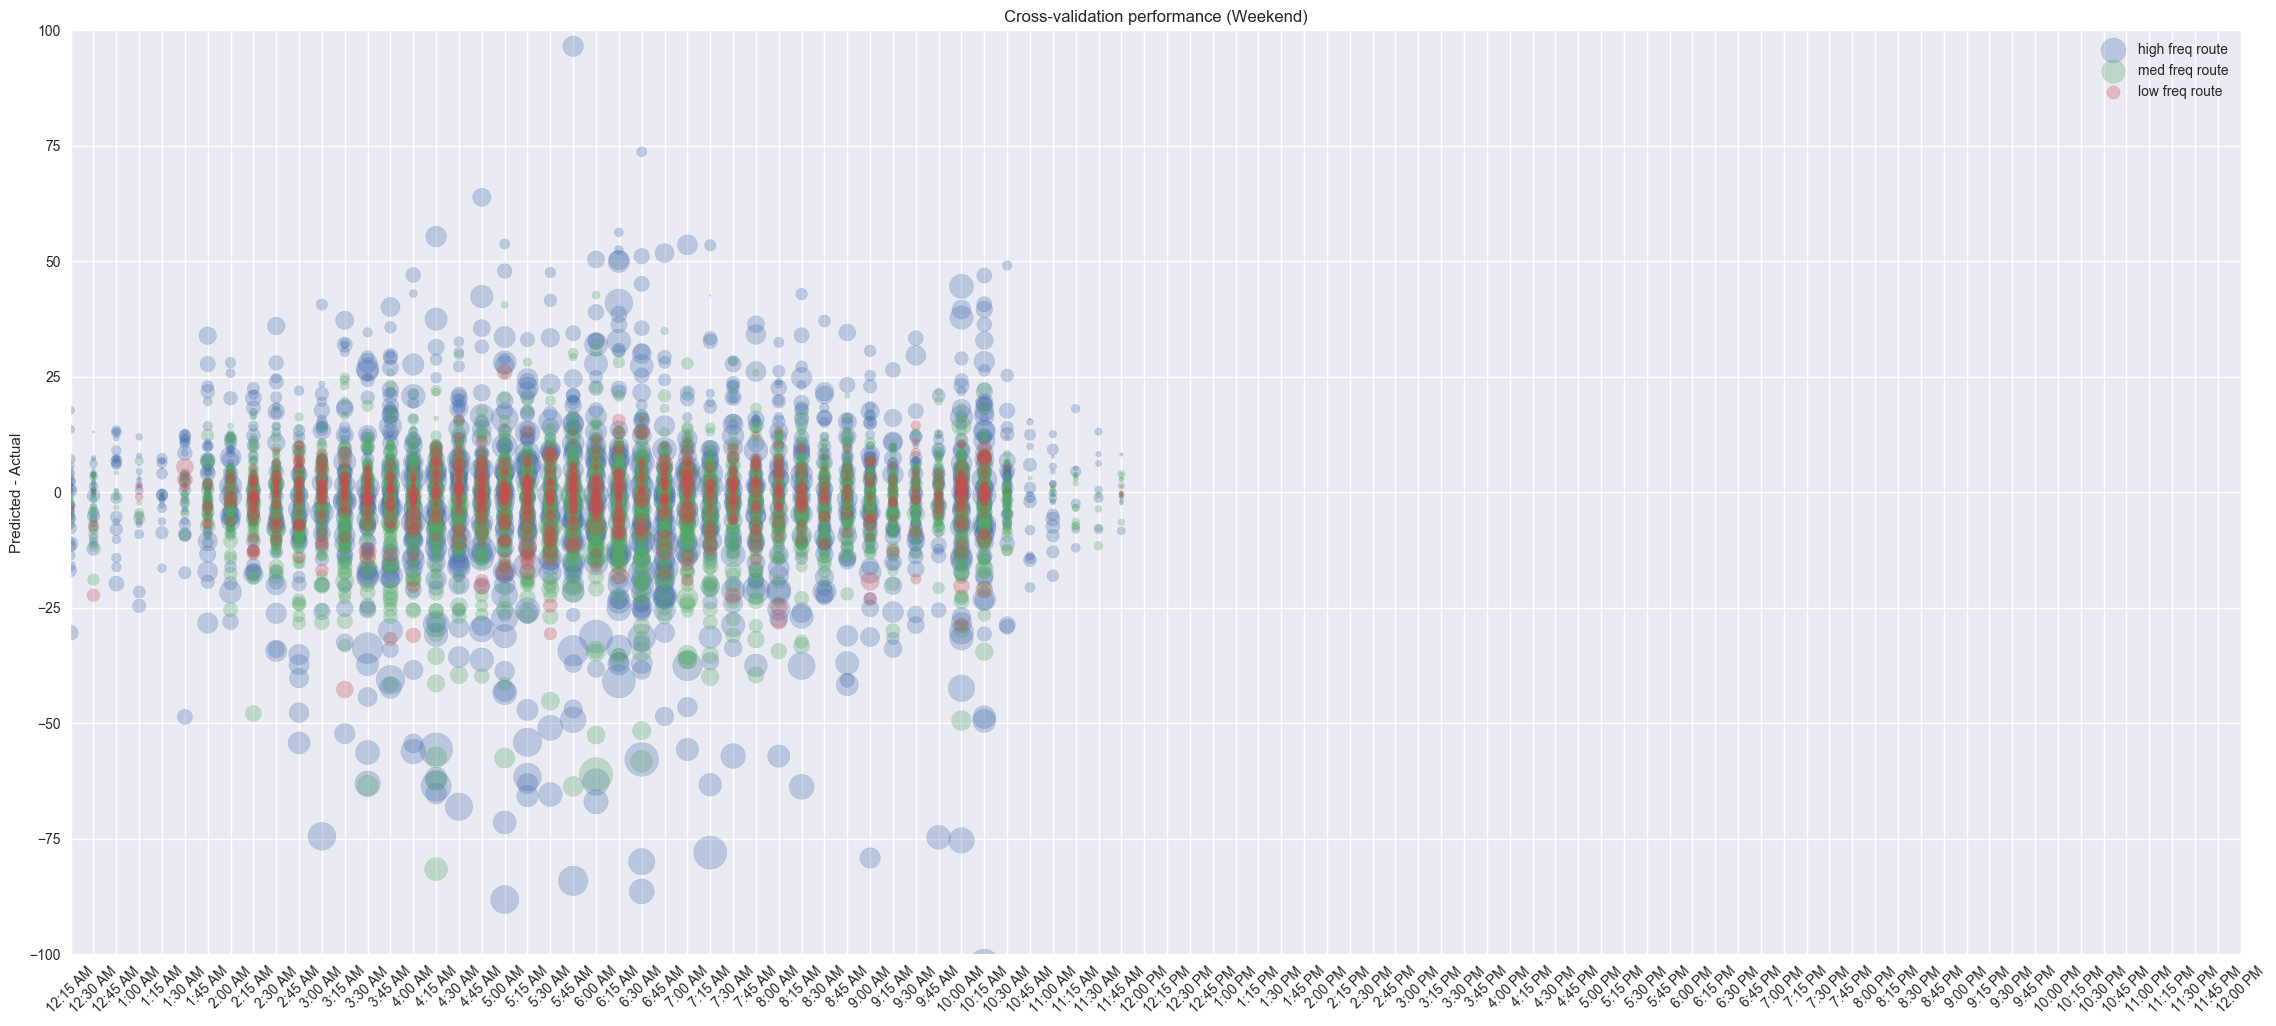 Cross-validation performance (Weekend)
high freq route
med freq route
low freq route
Predicted - Actual
100
75
50
25
0
−25
−50
−75
−100
12:15 AM
12:30 AM
12:45 AM
1:00 AM
1:15 AM
1:30 AM
1:45 AM
2:00 AM
2:15 AM
2:30 AM
2:45 AM
3:00 AM
3:15 AM
3:30 AM
3:45 AM
4:00 AM
4:15 AM
4:30 AM
4:45 AM
5:00 AM
5:15 AM
5:30 AM
5:45 AM
6:00 AM
6:15 AM
6:30 AM
6:45 AM
7:00 AM
7:15 AM
7:30 AM
7:45 AM
8:00 AM
8:15 AM
8:30 AM
8:45 AM
9:00 AM
9:15 AM
9:30 AM
9:45 AM
10:00 AM
10:15 AM
10:30 AM
10:45 AM
11:00 AM
11:15 AM
11:30 AM
11:45 AM
12:00 PM
12:15 PM
12:30 PM
12:45 PM
1:00 PM
1:15 PM
1:30 PM
1:45 PM
2:00 PM
2:15 PM
2:30 PM
2:45 PM
3:00 PM
3:15 PM
3:30 PM
3:45 PM
4:00 PM
4:15 PM
4:30 PM
4:45 PM
5:00 PM
5:15 PM
5:30 PM
5:45 PM
6:00 PM
6:15 PM
6:30 PM
6:45 PM
7:00 PM
7:15 PM
7:30 PM
7:45 PM
8:00 PM
8:15 PM
8:30 PM
8:45 PM
9:00 PM
9:15 PM
9:30 PM
9:45 PM
10:00 PM
10:15 PM
10:30 PM
10:45 PM
11:00 PM
11:15 PM
11:30 PM
11:45 PM
12:00 PM